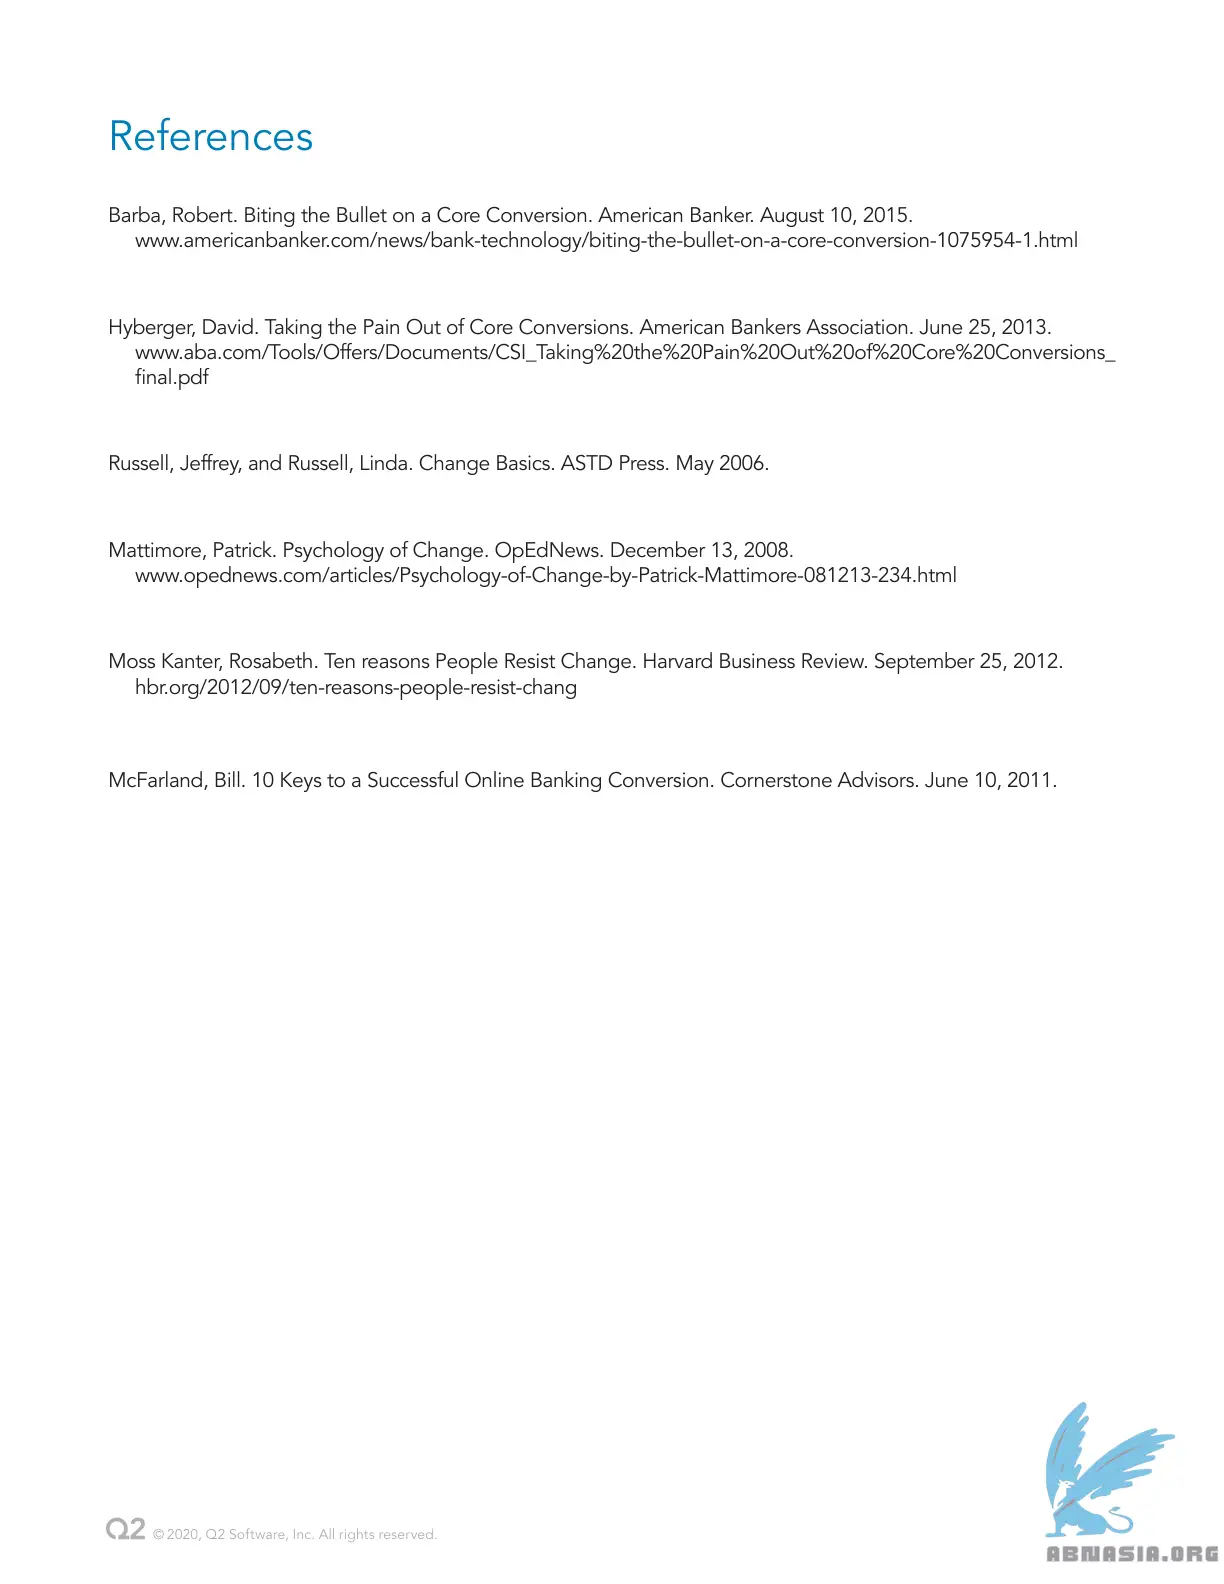 References
Barba, Robert. Biting the Bullet on a Core Conversion. American Banker. August 10, 2015.
www.americanbanker.com/news/bank-technology/biting-the-bullet-on-a-core-conversion-1075954-1.html
Hyberger, David. Taking the Pain Out of Core Conversions. American Bankers Association. June 25, 2013.
www.aba.com/Tools/Offers/Documents/CSI_Taking%20the%20Pain%20Out%20of%20Core%20Conversions_
final.pdf
Russell, Jeffrey, and Russell, Linda. Change Basics. ASTD Press. May 2006.
Mattimore, Patrick. Psychology of Change. OpEdNews. December 13, 2008.
www.opednews.com/articles/Psychology-of-Change-by-Patrick-Mattimore-081213-234.html
Moss Kanter, Rosabeth. Ten reasons People Resist Change. Harvard Business Review. September 25, 2012.
hbr.org/2012/09/ten-reasons-people-resist-chang
McFarland, Bill. 10 Keys to a Successful Online Banking Conversion. Cornerstone Advisors. June 10, 2011.
Q2 © 2020, Q2 Software, Inc. All rights reserved.
ABNASIA.ORG